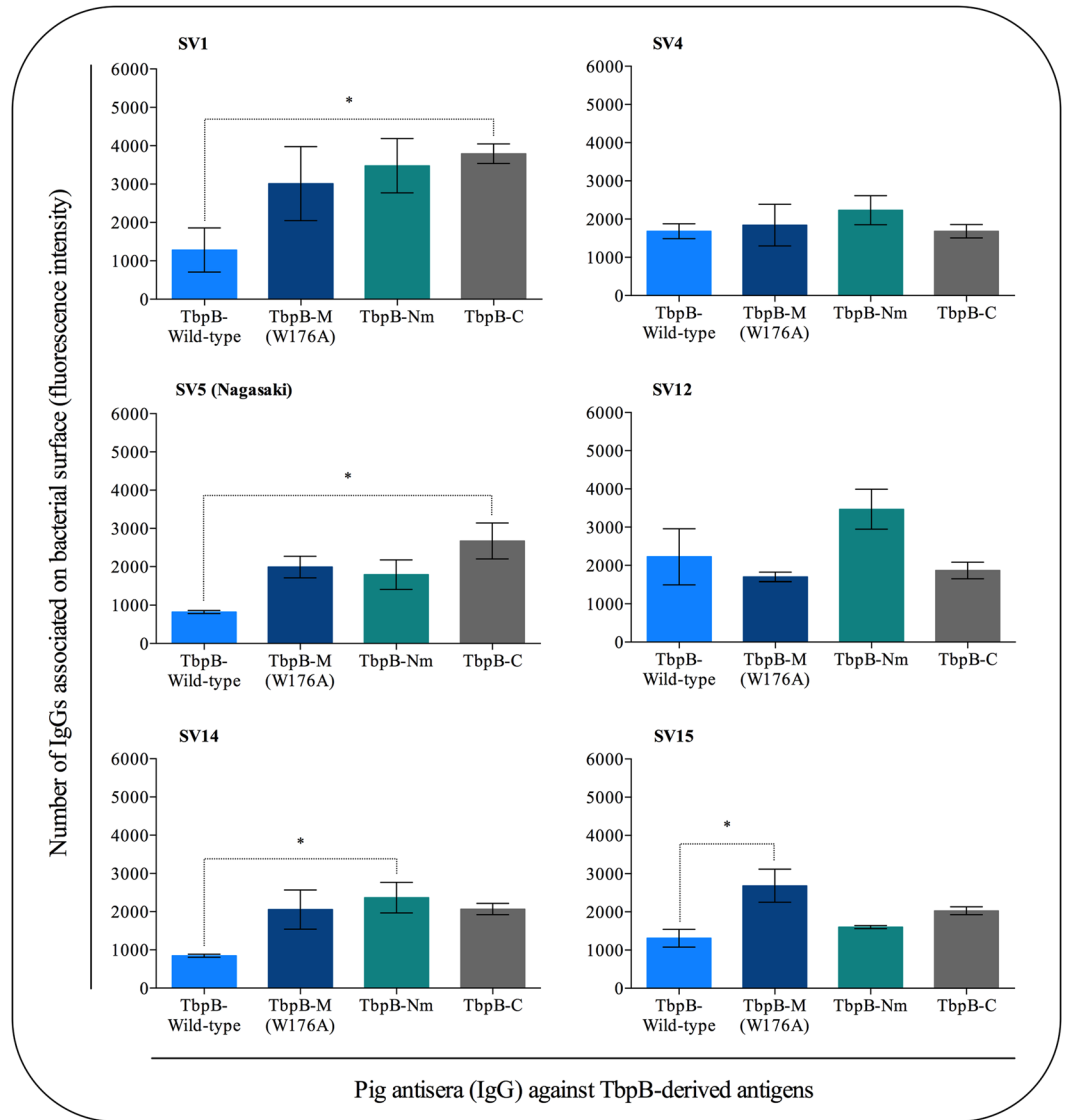 Number of IgGs associated on bacterial surface (fluorescence intensity)
SV1
6000
5000
4000
3000
2000
1000
0
*
TbpB-
Wild-type
TbpB-M
(W176A)
TbpB-Nm
TbpB-C
SV4
6000
5000
4000
3000
2000
1000
0
TbpB-
Wild-type
TbpB-M
(W176A)
TbpB-Nm
TbpB-C
SV5 (Nagasaki)
6000
5000
4000
3000
2000
1000
0
*
TbpB-
Wild-type
TbpB-M
(W176A)
TbpB-Nm
TbpB-C
SV12
6000
5000
4000
3000
2000
1000
0
TbpB-
Wild-type
TbpB-M
(W176A)
TbpB-Nm
TbpB-C
SV14
6000
5000
4000
3000
2000
1000
0
*
TbpB-
Wild-type
TbpB-M
(W176A)
TbpB-Nm
TbpB-C
SV15
6000
5000
4000
3000
2000
1000
0
*
TbpB-
Wild-type
TbpB-M
(W176A)
TbpB-Nm
TbpB-C
Pig antisera (IgG) against TbpB-derived antigens